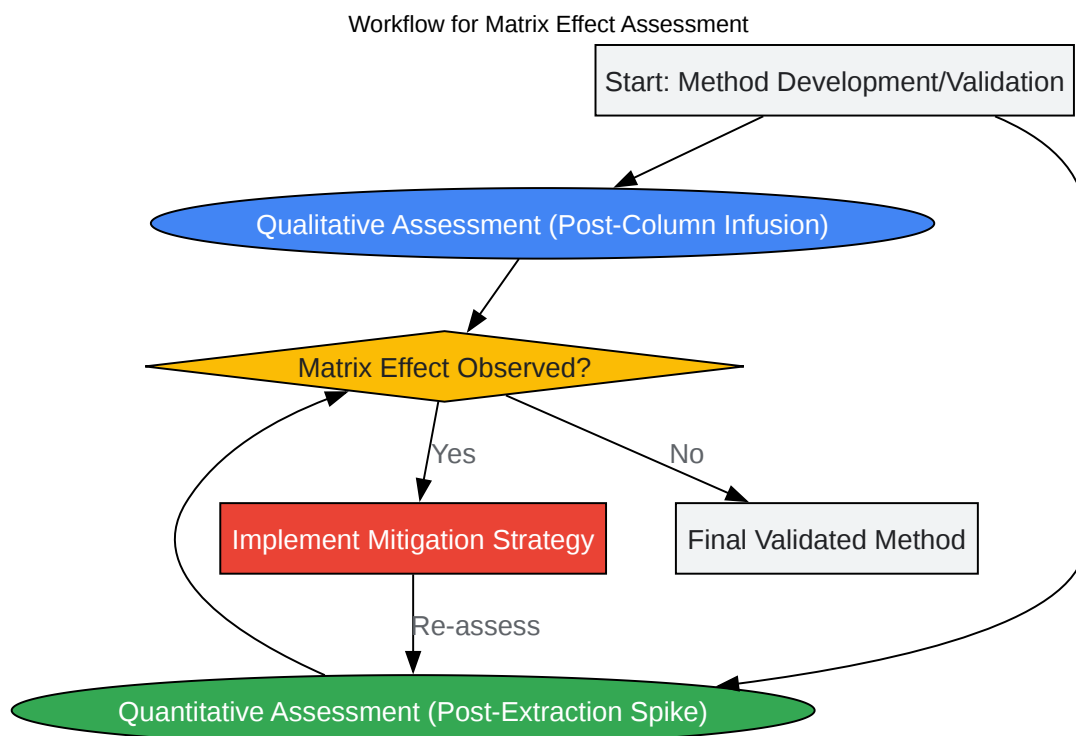 Workflow for Matrix Effect Assessment
Start: Method Development/Validation
Qualitative Assessment (Post-Column Infusion)
Matrix Effect Observed?
Yes
No
Implement Mitigation Strategy
Final Validated Method
Re-assess
Quantitative Assessment (Post-Extraction Spike)